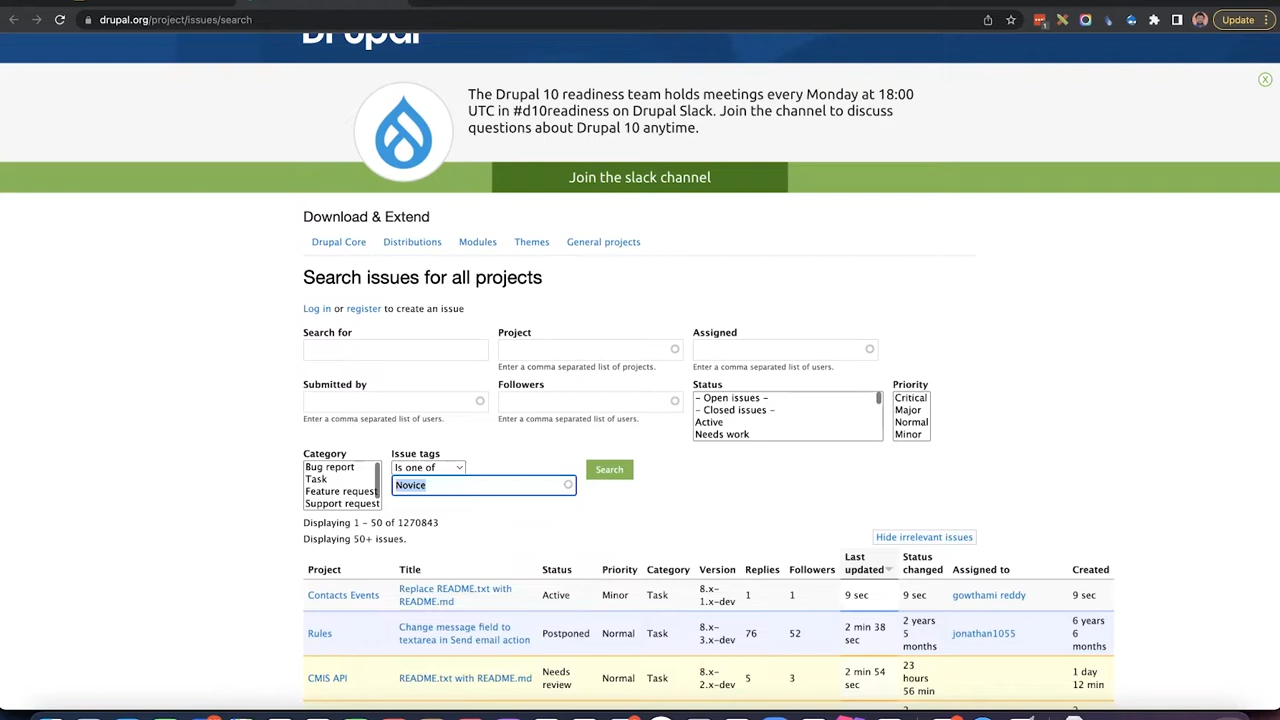 drupal.org/project/issues/search
Update
Drupal
The Drupal 10 readiness team holds meetings every Monday at 18:00
UTC in #d10readiness on Drupal Slack. Join the channel to discuss
questions about Drupal 10 anytime.
Join the slack channel
Download & Extend
Drupal Core
Distributions
Modules
Themes
General projects
Search issues for all projects
Log in or register to create an issue
Search for
Project
Assigned
Enter a comma separated list of projects.
Enter a comma separated list of users.
Submitted by
Followers
Status
Priority
- Open issues -
- Closed issues -
Active
Needs work
Critical
Major
Normal
Minor
Enter a comma separated list of users.
Enter a comma separated list of users.
Category
Issue tags
Bug report
Task
Feature request
Support request
Is one of
Novice
Search
Displaying 1 – 50 of 1270843
Displaying 50+ issues.
Hide irrelevant issues
Project
Title
Status
Priority
Category
Version
Replies
Followers
Last
updated
Status
changed
Assigned to
Created
Contacts Events
Replace README.txt with
README.md
Active
Minor
Task
8.x-
1.x-dev
1
1
9 sec
9 sec
gowthami reddy
9 sec
Rules
Change message field to
textarea in Send email action
Postponed
Normal
Task
8.x-
3.x-dev
76
52
2 min 38
sec
2 years
5
months
jonathan1055
6 years
6
months
CMIS API
README.txt with README.md
Needs
review
Normal
Task
8.x-
2.x-dev
5
3
2 min 54
sec
23
hours
56 min
1 day
12 min